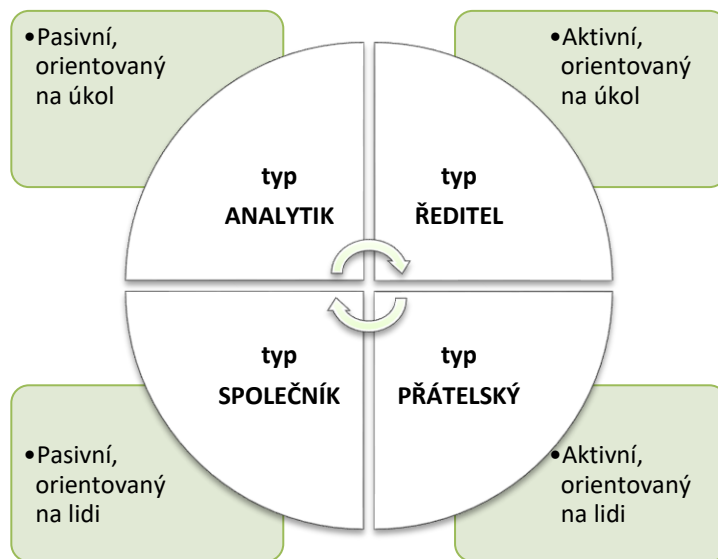 •Pasivní,
orientovaný
na úkol
•Aktivní,
orientovaný
na úkol
typ
ANALYTIK
typ
ŘEDITEL
typ
SPOLEČNÍK
typ
PŘÁTELSKÝ
•Pasivní,
orientovaný
na lidi
•Aktivní,
orientovaný
na lidi